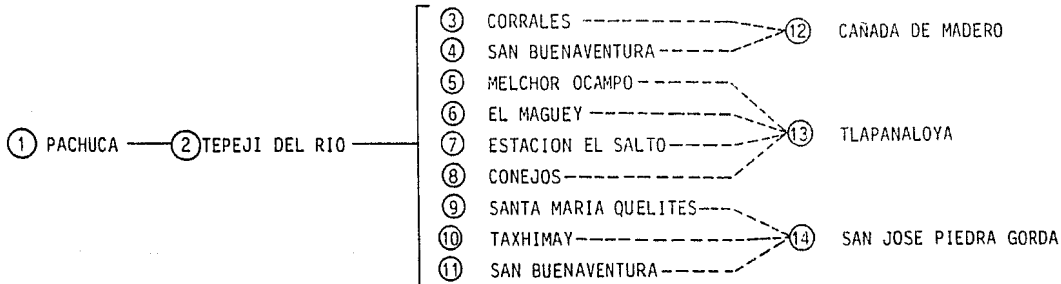 ③ CORRALES ⑫ CAÑADA DE MADERO
④ SAN BUENAVENTURA
⑤ MELCHOR OCAMPO
⑥ EL MAGUEY
① PACHUCA ② TEPEJI DEL RIO ⑦ ESTACION EL SALTO ⑬ TLAPANALOYA
⑧ CONEJOS
⑨ SANTA MARIA QUELITES
⑩ TAXHIMAY ⑭ SAN JOSE PIEDRA GORDA
⑪ SAN BUENAVENTURA